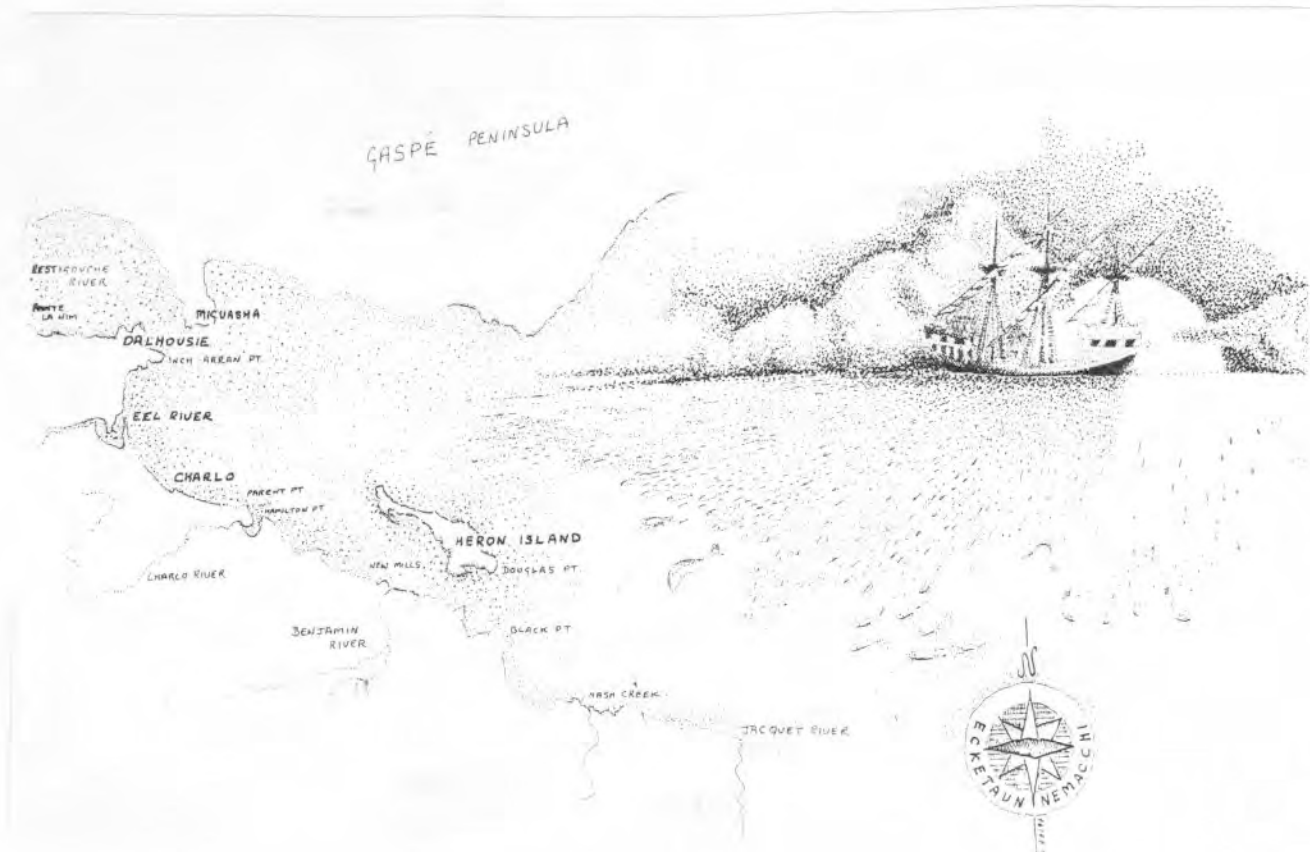 GASPÉ PENINSULA
RESTIGOUCHE
RIVER
POINTE
LA NIM
MIGUASHA
DALHOUSIE
INCH ARRAN PT.
EEL RIVER
CHARLO
PARENT PT
HAMILTON PT
HERON ISLAND
NEW MILLS
DOUGLAS PT.
CHARLO RIVER
BENJAMIN
RIVER
BLACK PT
NASH CREEK
JACQUET RIVER
N
ECKETAUN NEMACCHI